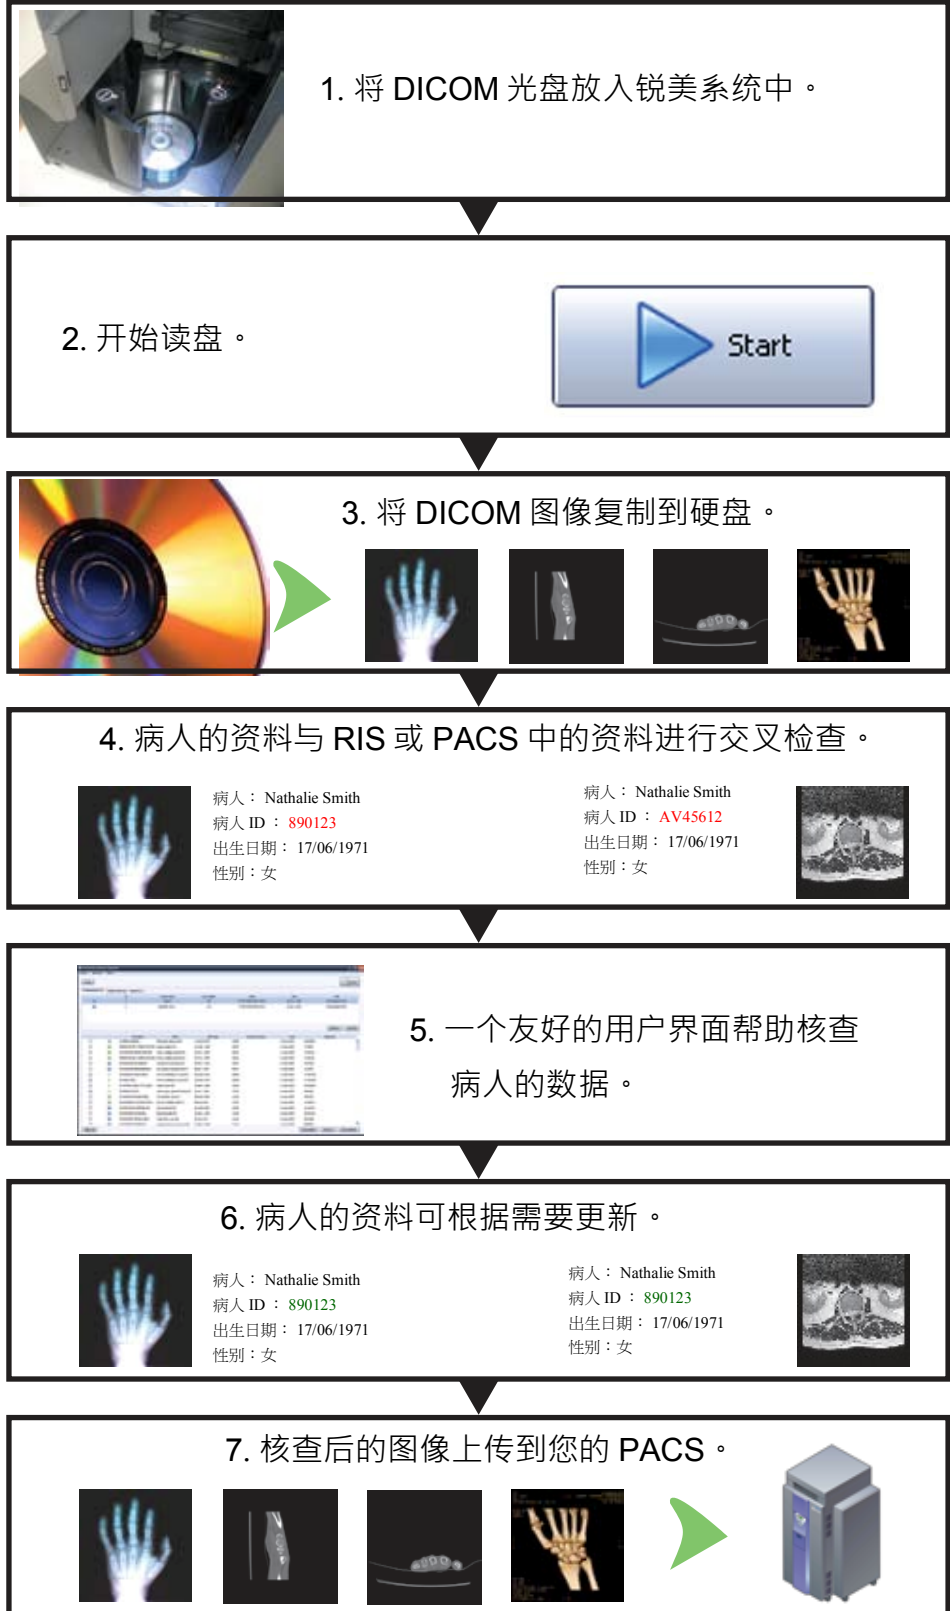 1. 将 DICOM 光盘放入锐美系统中。
2. 开始读盘。
Start
3. 将 DICOM 图像复制到硬盘。
4. 病人的资料与 RIS 或 PACS 中的资料进行交叉检查。
病人： Nathalie Smith
病人 ID ： 890123
出生日期： 17/06/1971
性别：女
病人： Nathalie Smith
病人 ID ： AV45612
出生日期： 17/06/1971
性别：女
5. 一个友好的用户界面帮助核查
病人的数据。
6. 病人的资料可根据需要更新。
病人： Nathalie Smith
病人 ID ： 890123
出生日期： 17/06/1971
性别：女
病人： Nathalie Smith
病人 ID ： 890123
出生日期： 17/06/1971
性别：女
7. 核查后的图像上传到您的 PACS。